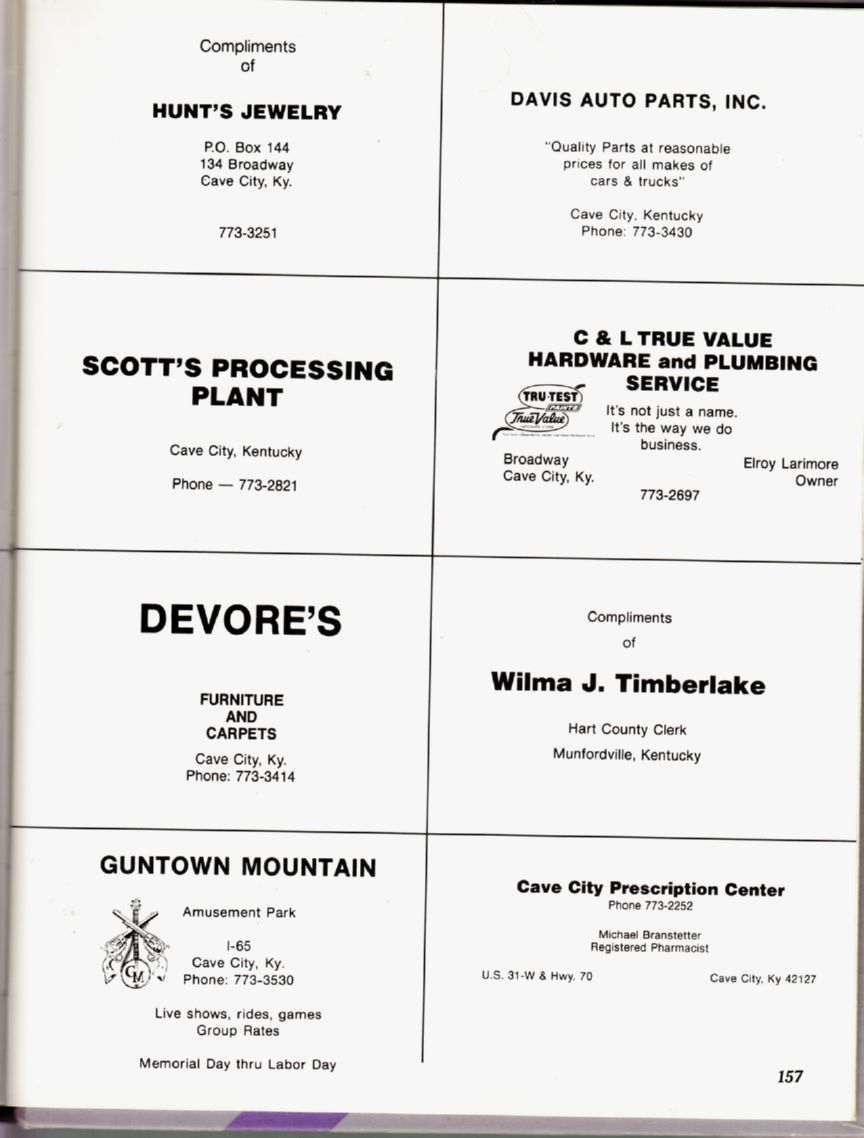 Compliments
of
HUNT'S JEWELRY
P.O. Box 144
134 Broadway
Cave City, Ky.
773-3251
DAVIS AUTO PARTS, INC.
"Quality Parts at reasonable
prices for all makes of
cars & trucks"
Cave City, Kentucky
Phone: 773-3430
SCOTT'S PROCESSING
PLANT
Cave City, Kentucky
Phone — 773-2821
C & L TRUE VALUE
HARDWARE and PLUMBING
SERVICE
TRU-TEST
PAINTS
True Value
HARDWARE STORES
It's not just a name.
It's the way we do
business.
Broadway
Cave City, Ky.
Elroy Larimore
Owner
773-2697
DEVORE'S
FURNITURE
AND
CARPETS
Cave City, Ky.
Phone: 773-3414
Compliments
of
Wilma J. Timberlake
Hart County Clerk
Munfordville, Kentucky
GUNTOWN MOUNTAIN
GM
Amusement Park
I-65
Cave City, Ky.
Phone: 773-3530
Live shows, rides, games
Group Rates
Memorial Day thru Labor Day
Cave City Prescription Center
Phone 773-2252
Michael Branstetter
Registered Pharmacist
U.S. 31-W & Hwy. 70
Cave City, Ky 42127
157